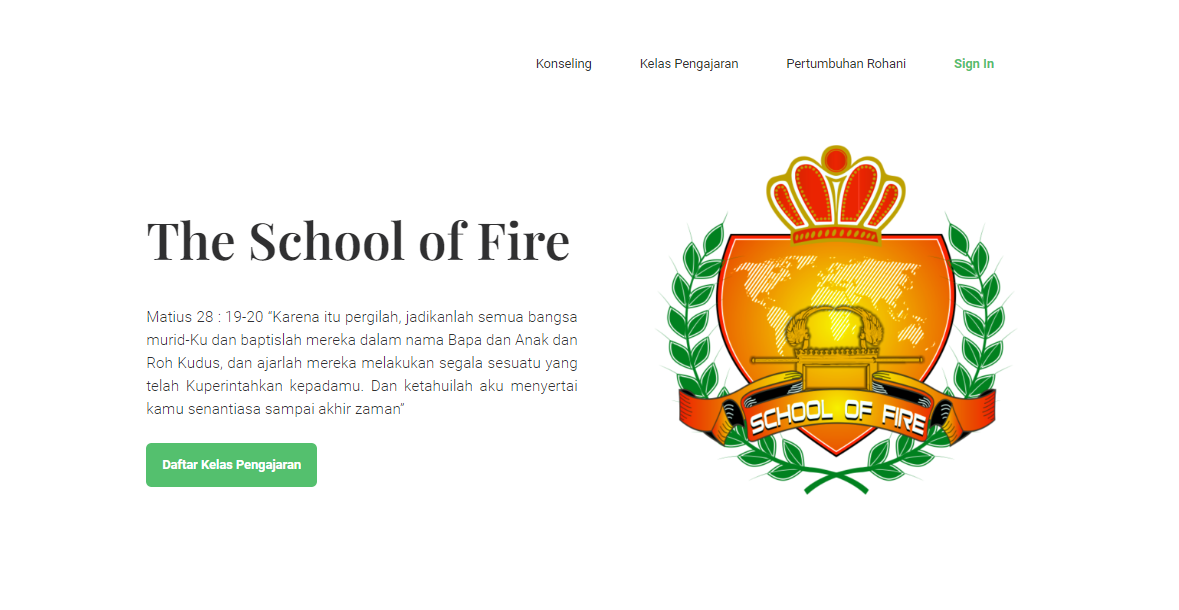 Konseling
Kelas Pengajaran
Pertumbuhan Rohani
Sign In
The School of Fire
Matius 28 : 19-20 “Karena itu pergilah, jadikanlah semua bangsa
murid-Ku dan baptislah mereka dalam nama Bapa dan Anak dan
Roh Kudus, dan ajarlah mereka melakukan segala sesuatu yang
telah Kuperintahkan kepadamu. Dan ketahuilah aku menyertai
kamu senantiasa sampai akhir zaman”
Daftar Kelas Pengajaran
SCHOOL OF FIRE